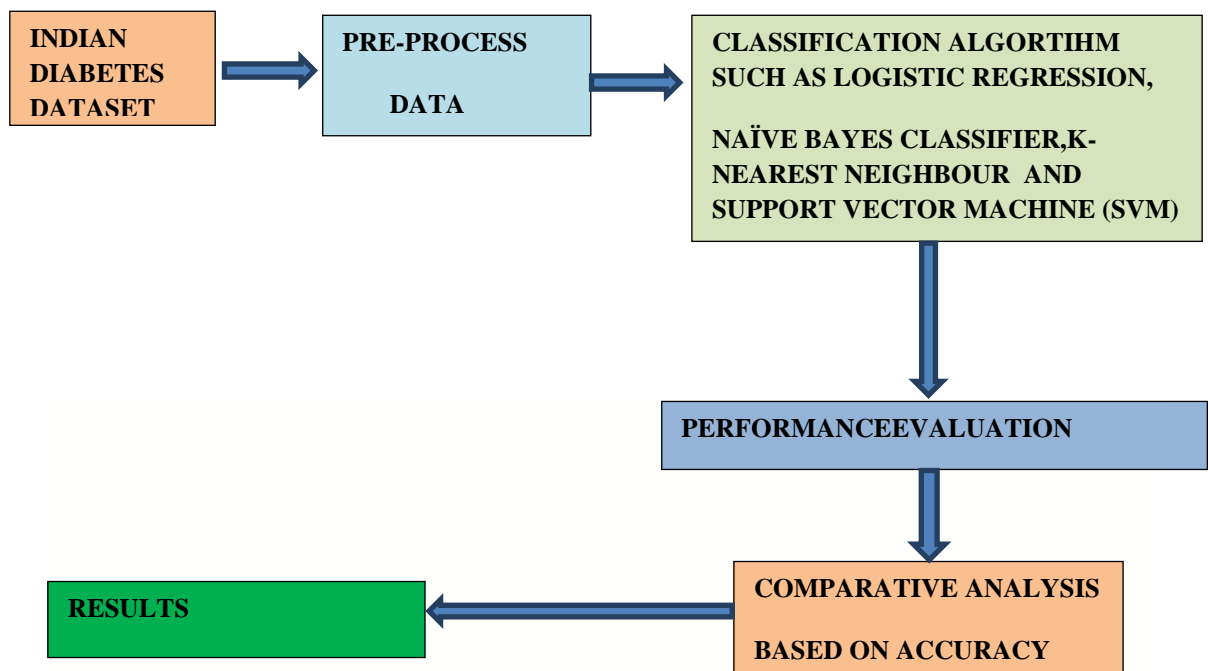 INDIAN
DIABETES
DATASET
PRE-PROCESS
DATA
CLASSIFICATION ALGORTIHM
SUCH AS LOGISTIC REGRESSION,
NAÏVE BAYES CLASSIFIER,K-
NEAREST NEIGHBOUR AND
SUPPORT VECTOR MACHINE (SVM)
PERFORMANCEEVALUATION
COMPARATIVE ANALYSIS
BASED ON ACCURACY
RESULTS